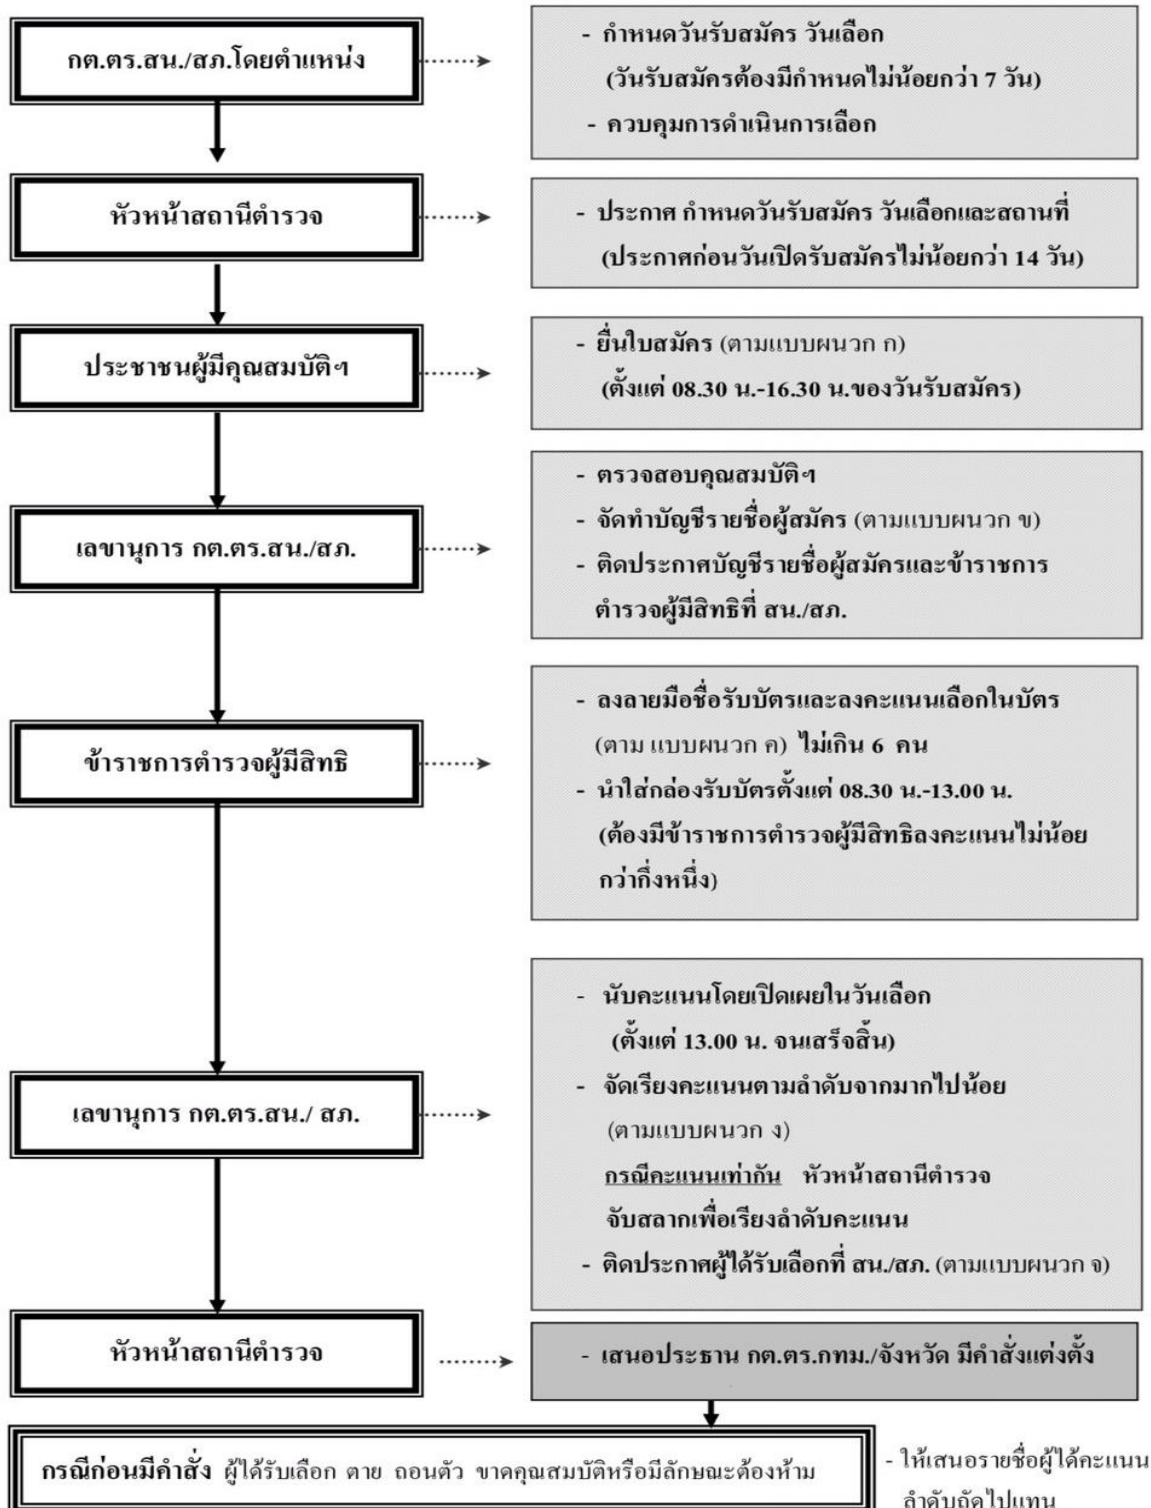 กต.ตร.สน./สภ.โดยตำแหน่ง
- กำหนดวันรับสมัคร วันเลือก
(วันรับสมัครต้องมีกำหนดไม่น้อยกว่า 7 วัน)
- ควบคุมการดำเนินการเลือก
หัวหน้าสถานีตำรวจ
- ประกาศ กำหนดวันรับสมัคร วันเลือกและสถานที่
(ประกาศก่อนวันเปิดรับสมัครไม่น้อยกว่า 14 วัน)
ประชาชนผู้มีคุณสมบัติฯ
- ยื่นใบสมัคร (ตามแบบผนวก ก)
(ตั้งแต่ 08.30 น.-16.30 น.ของวันรับสมัคร)
เลขานุการ กต.ตร.สน./สภ.
- ตรวจสอบคุณสมบัติฯ
- จัดทำบัญชีรายชื่อผู้สมัคร (ตามแบบผนวก ข)
- ติดประกาศบัญชีรายชื่อผู้สมัครและข้าราชการ
ตำรวจผู้มีสิทธิที่ สน./สภ.
ข้าราชการตำรวจผู้มีสิทธิ
- ลงลายมือชื่อรับบัตรและลงคะแนนเลือกในบัตร
(ตาม แบบผนวก ค) ไม่เกิน 6 คน
- นำใส่กล่องรับบัตรตั้งแต่ 08.30 น.-13.00 น.
(ต้องมีข้าราชการตำรวจผู้มีสิทธิลงคะแนนไม่น้อย
กว่ากึ่งหนึ่ง)
เลขานุการ กต.ตร.สน./ สภ.
- นับคะแนนโดยเปิดเผยในวันเลือก
(ตั้งแต่ 13.00 น. จนเสร็จสิ้น)
- จัดเรียงคะแนนตามลำดับจากมากไปน้อย
(ตามแบบผนวก ง)
กรณีคะแนนเท่ากัน หัวหน้าสถานีตำรวจ
จับสลากเพื่อเรียงลำดับคะแนน
- ติดประกาศผู้ได้รับเลือกที่ สน./สภ. (ตามแบบผนวก จ)
หัวหน้าสถานีตำรวจ
- เสนอประธาน กต.ตร.กทม./จังหวัด มีคำสั่งแต่งตั้ง
กรณีก่อนมีคำสั่ง ผู้ได้รับเลือก ตาย ถอนตัว ขาดคุณสมบัติหรือมีลักษณะต้องห้าม
- ให้เสนอรายชื่อผู้ได้คะแนน
ลำดับถัดไปแทน